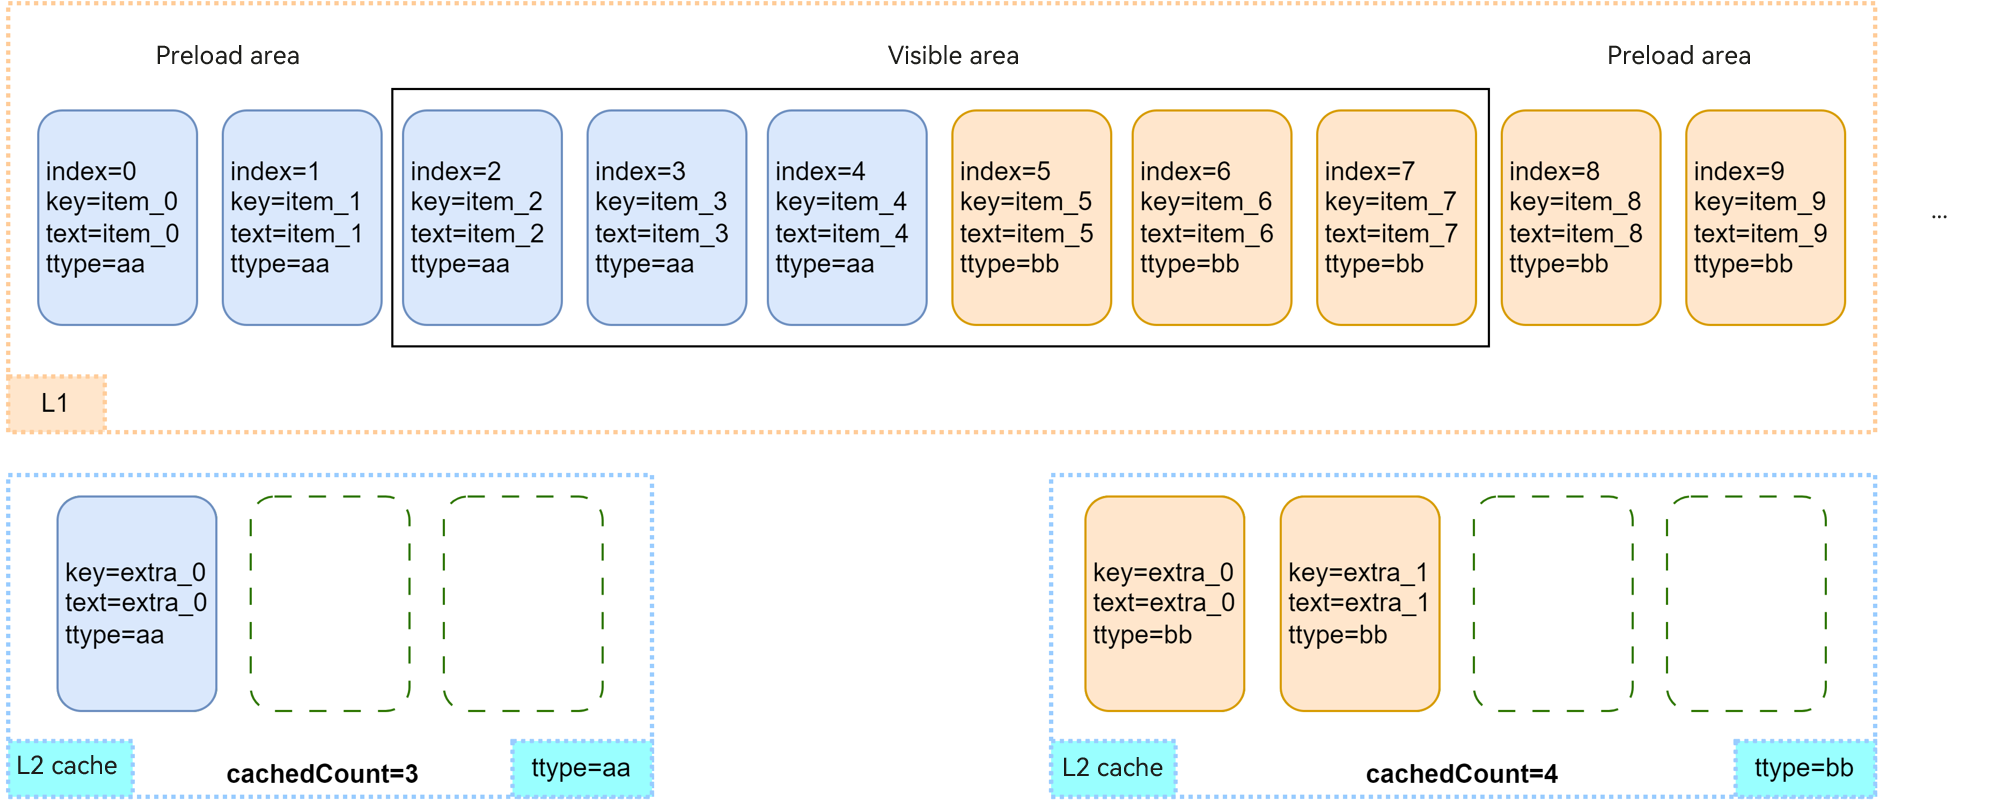 Preload area
Visible area
Preload area
index=0
key=item_0
text=item_0
ttype=aa
index=1
key=item_1
text=item_1
ttype=aa
index=2
key=item_2
text=item_2
ttype=aa
index=3
key=item_3
text=item_3
ttype=aa
index=4
key=item_4
text=item_4
ttype=aa
index=5
key=item_5
text=item_5
ttype=bb
index=6
key=item_6
text=item_6
ttype=bb
index=7
key=item_7
text=item_7
ttype=bb
index=8
key=item_8
text=item_8
ttype=bb
index=9
key=item_9
text=item_9
ttype=bb
...
L1
key=extra_0
text=extra_0
ttype=aa
L2 cache
cachedCount=3
ttype=aa
key=extra_0
text=extra_0
ttype=bb
key=extra_1
text=extra_1
ttype=bb
L2 cache
cachedCount=4
ttype=bb